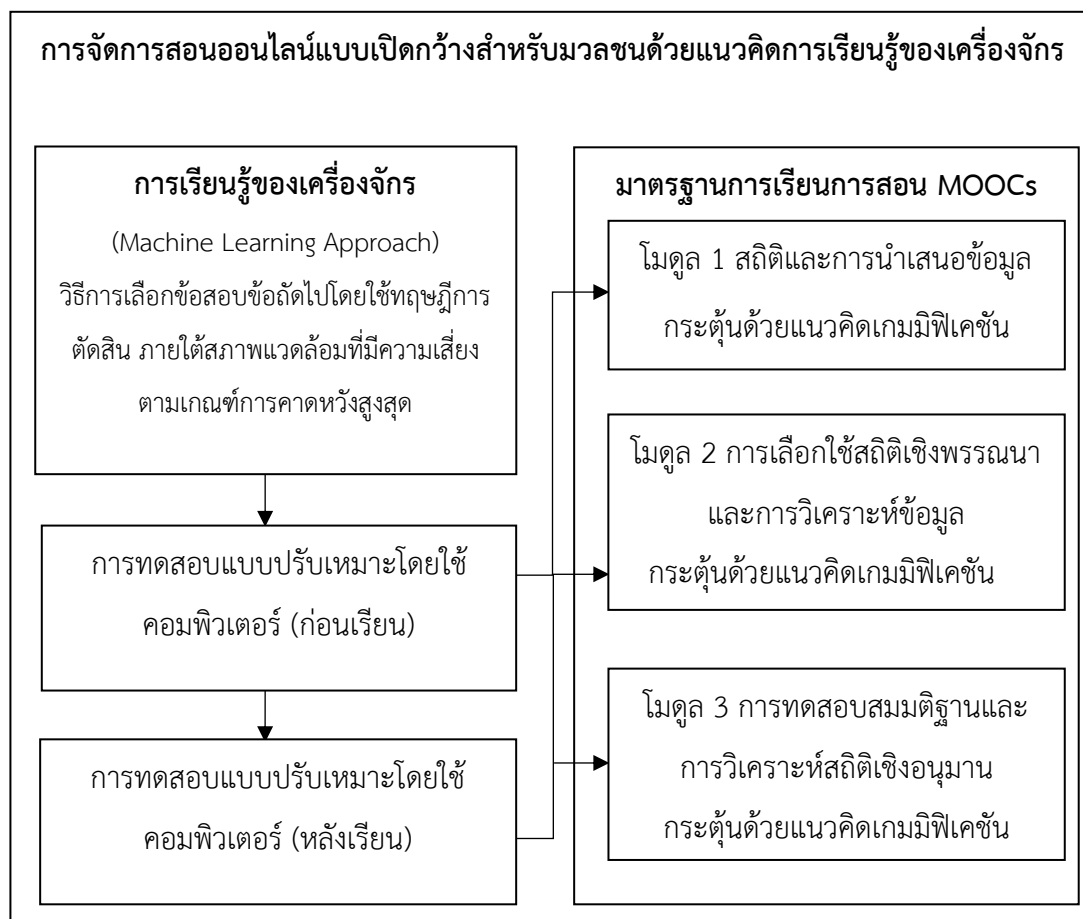 การจัดการสอนออนไลน์แบบเปิดกว้างสำหรับมวลชนด้วยแนวคิดการเรียนรู้ของเครื่องจักร
การเรียนรู้ของเครื่องจักร
(Machine Learning Approach)
วิธีการเลือกข้อสอบข้อถัดไปโดยใช้ทฤษฎีการ
ตัดสิน ภายใต้สภาพแวดล้อมที่มีความเสี่ยง
ตามเกณฑ์การคาดหวังสูงสุด
การทดสอบแบบปรับเหมาะโดยใช้
คอมพิวเตอร์ (ก่อนเรียน)
การทดสอบแบบปรับเหมาะโดยใช้
คอมพิวเตอร์ (หลังเรียน)
มาตรฐานการเรียนการสอน MOOCs
โมดูล 1 สถิติและการนำเสนอข้อมูล
กระตุ้นด้วยแนวคิดเกมมิฟิเคชัน
โมดูล 2 การเลือกใช้สถิติเชิงพรรณนา
และการวิเคราะห์ข้อมูล
กระตุ้นด้วยแนวคิดเกมมิฟิเคชัน
โมดูล 3 การทดสอบสมมติฐานและ
การวิเคราะห์สถิติเชิงอนุมาน
กระตุ้นด้วยแนวคิดเกมมิฟิเคชัน